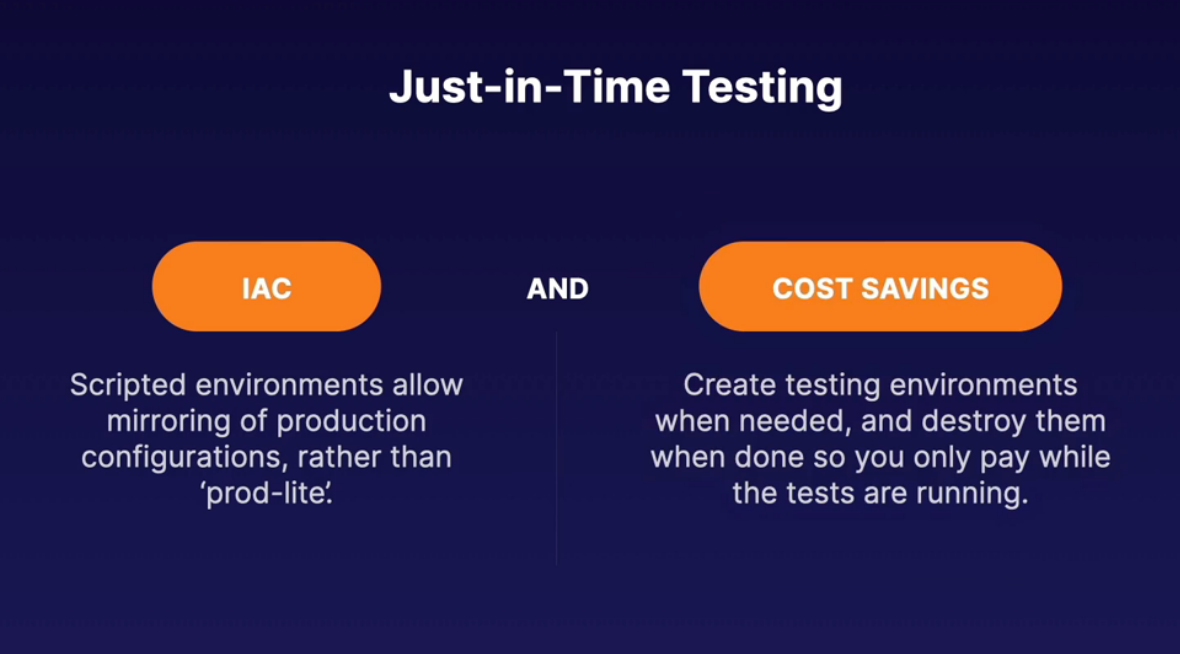 Just-in-Time Testing
IAC
AND
COST SAVINGS
Scripted environments allow
mirroring of production
configurations, rather than
‘prod-lite’.
Create testing environments
when needed, and destroy them
when done so you only pay while
the tests are running.